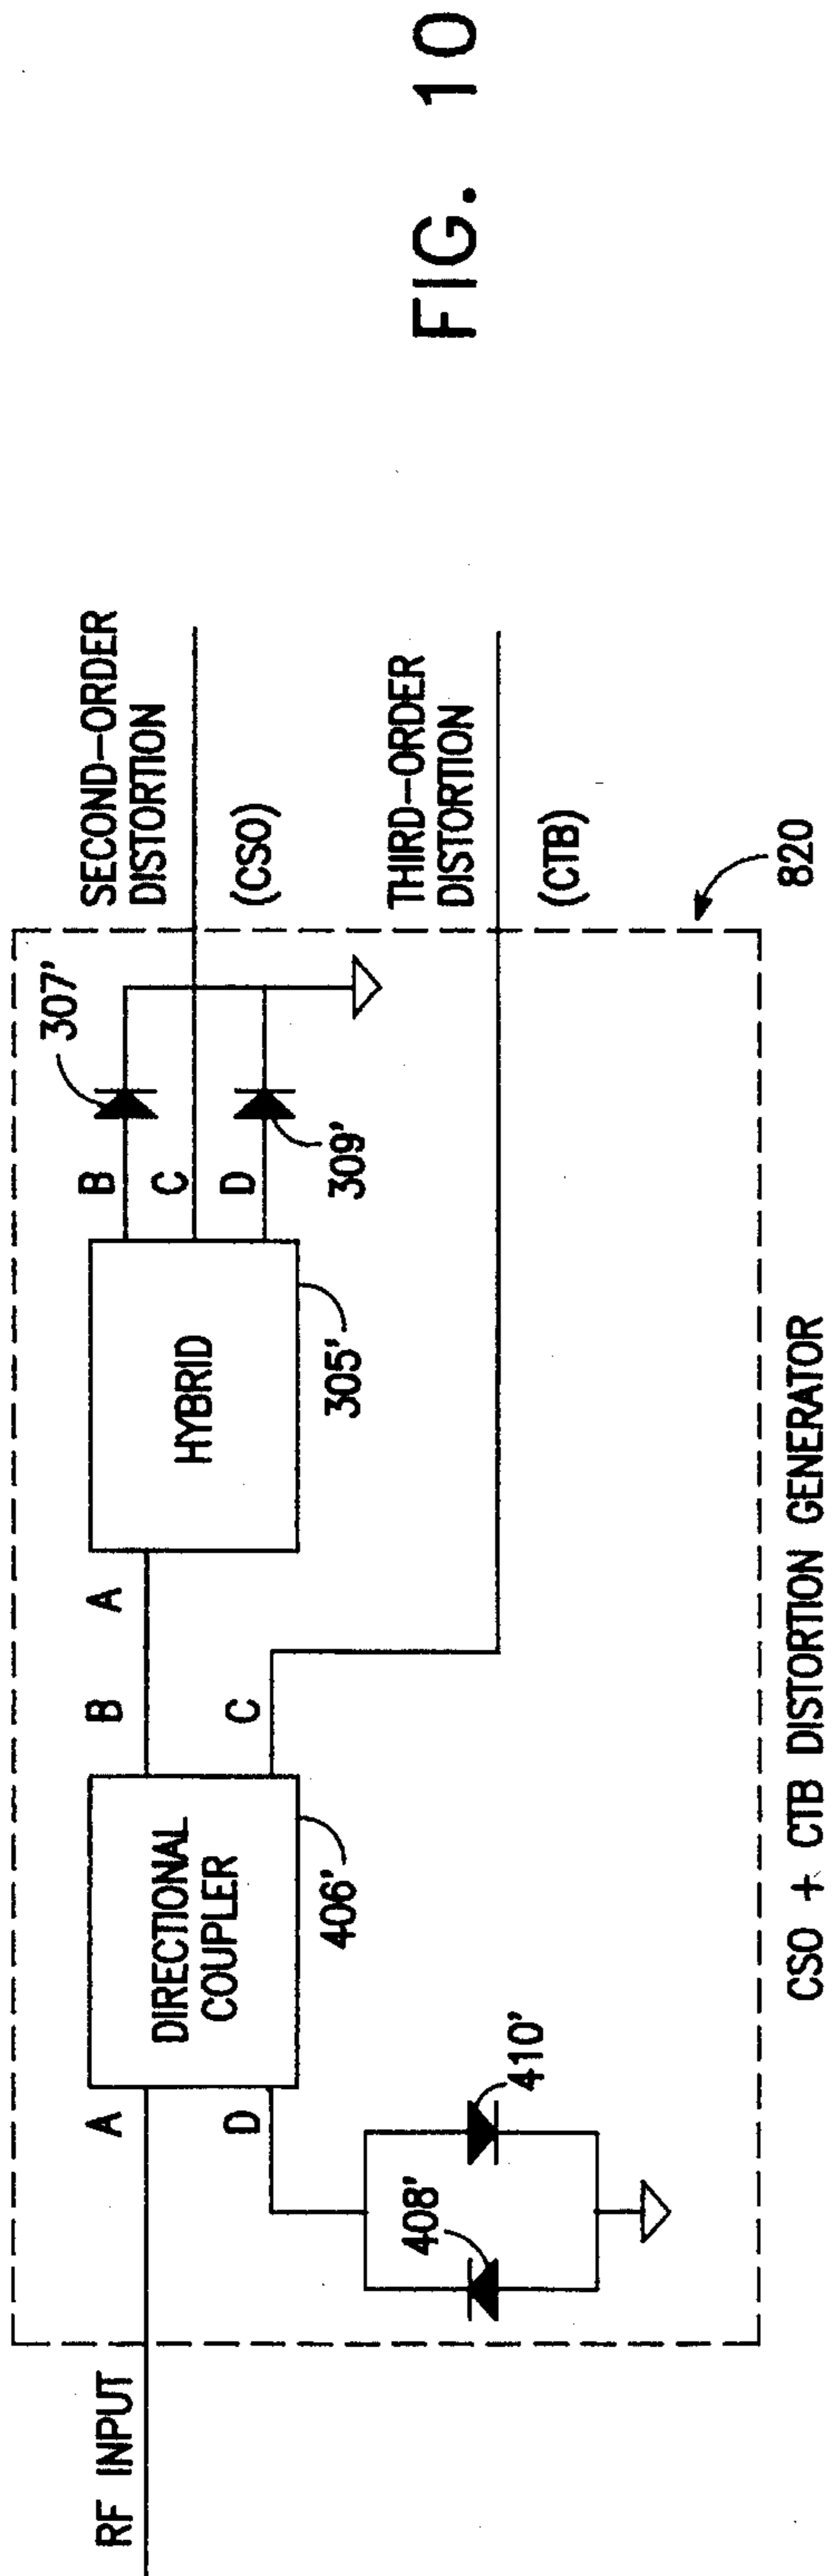 RF INPUT
A
D
408'
410'
DIRECTIONAL
COUPLER
406'
B
C
A
HYBRID
305'
B
C
D
307'
309'
SECOND-ORDER
DISTORTION
(CSO)
THIRD-ORDER
DISTORTION
(CTB)
820
CSO + CTB DISTORTION GENERATOR
FIG. 10